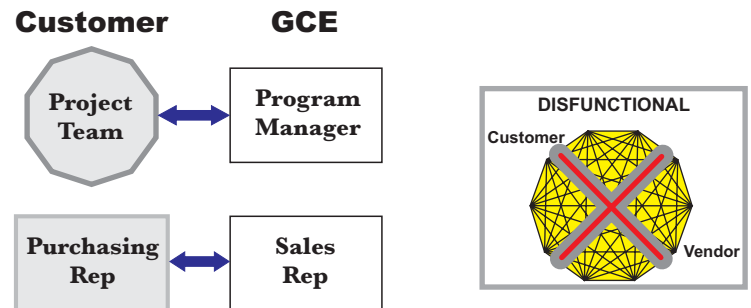 Customer
GCE
Project
Team
Program
Manager
Purchasing
Rep
Sales
Rep
DISFUNCTIONAL
Customer
Vendor